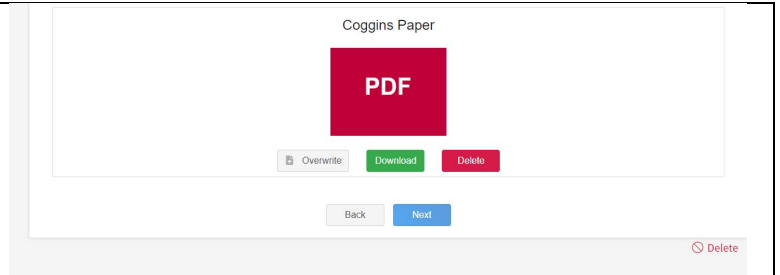 Coggins Paper
PDF
Overwrite Download Delete
Back Next
Delete